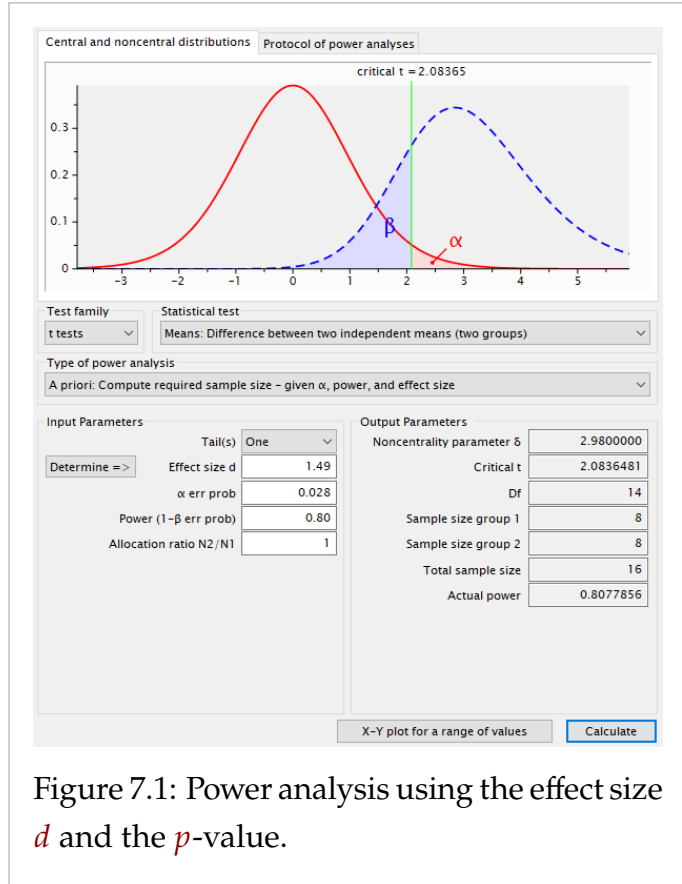 Central and noncentral distributions Protocol of power analyses
critical t = 2.08365
0.3
0.2
β
0.1
α
0
-3 -2 -1 0 1 2 3 4 5
Test family Statistical test
t tests Means: Difference between two independent means (two groups)
Type of power analysis
A priori: Compute required sample size – given α, power, and effect size
Input Parameters Output Parameters
Tail(s) One Noncentrality parameter δ 2.9800000
Determine => Effect size d 1.49 Critical t 2.0836481
α err prob 0.028 Df 14
Power (1-β err prob) 0.80 Sample size group 1 8
Allocation ratio N2/N1 1 Sample size group 2 8
Total sample size 16
Actual power 0.8077856
X-Y plot for a range of values Calculate
Figure 7.1: Power analysis using the effect size
d and the p-value.